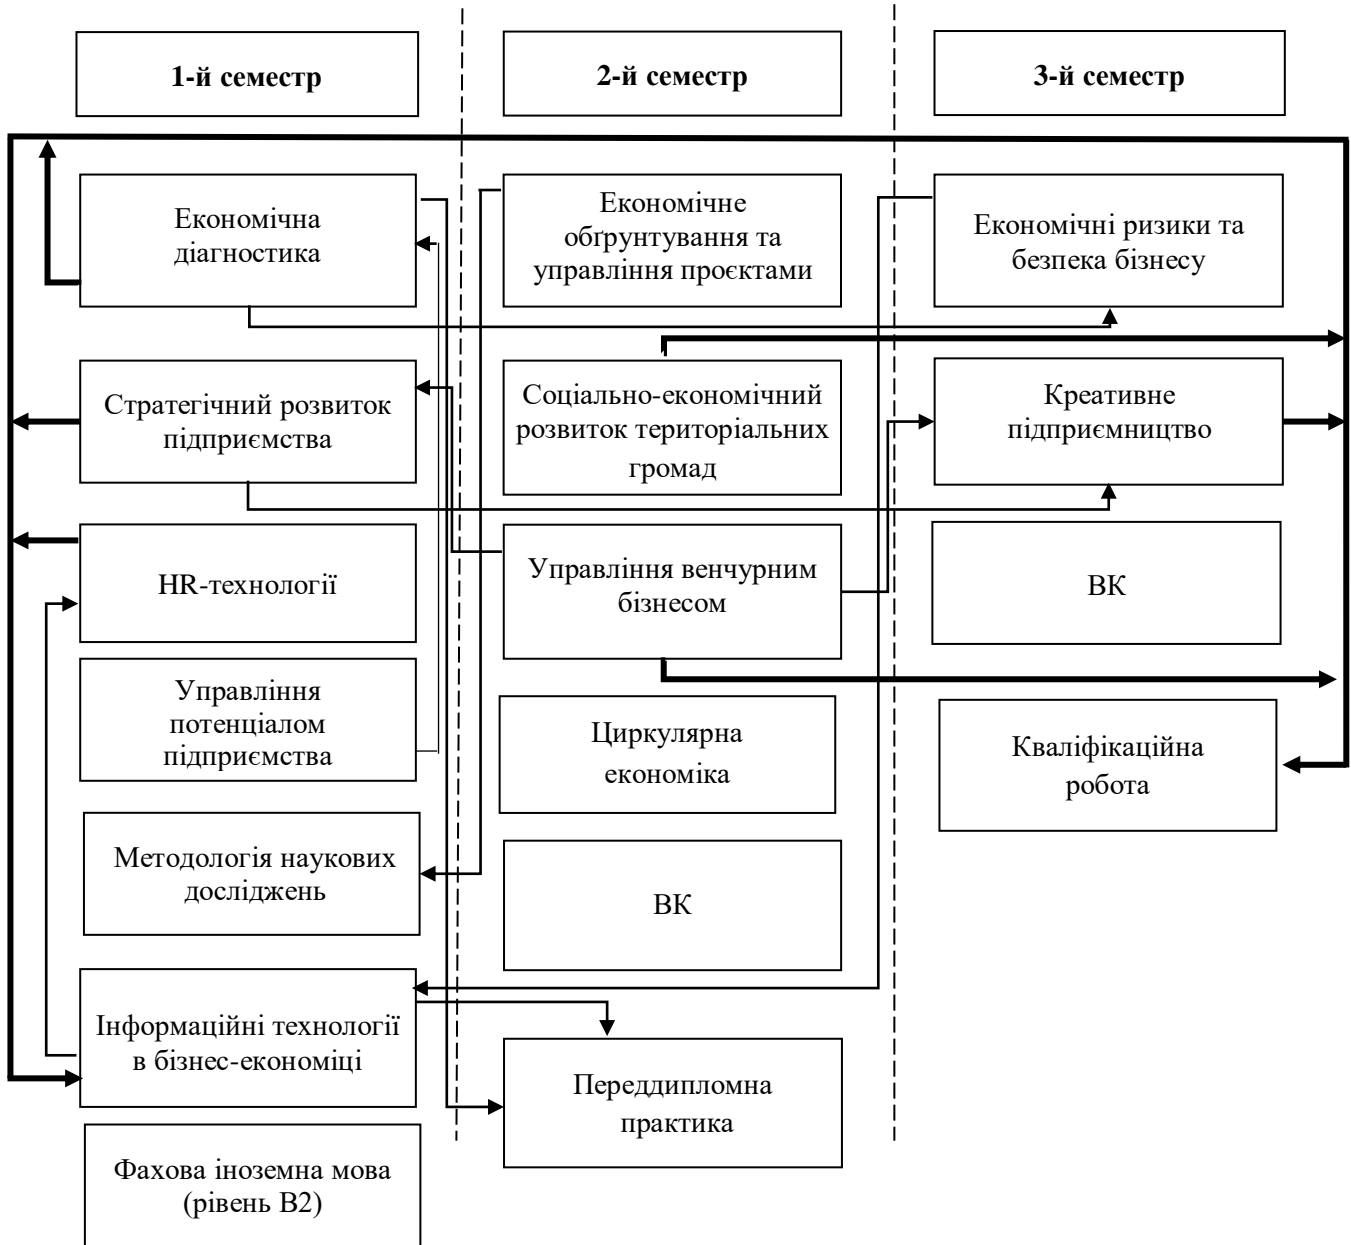 1-й семестр
2-й семестр
3-й семестр
Економічна
діагностика
Стратегічний розвиток
підприємства
HR-технології
Управління
потенціалом
підприємства
Методологія наукових
досліджень
Інформаційні технології
в бізнес-економіці
Фахова іноземна мова
(рівень В2)
Економічне
обґрунтування та
управління проєктами
Соціально-економічний
розвиток територіальних
громад
Управління венчурним
бізнесом
Циркулярна
економіка
ВК
Переддипломна
практика
Економічні ризики та
безпека бізнесу
Креативне
підприємництво
ВК
Кваліфікаційна
робота